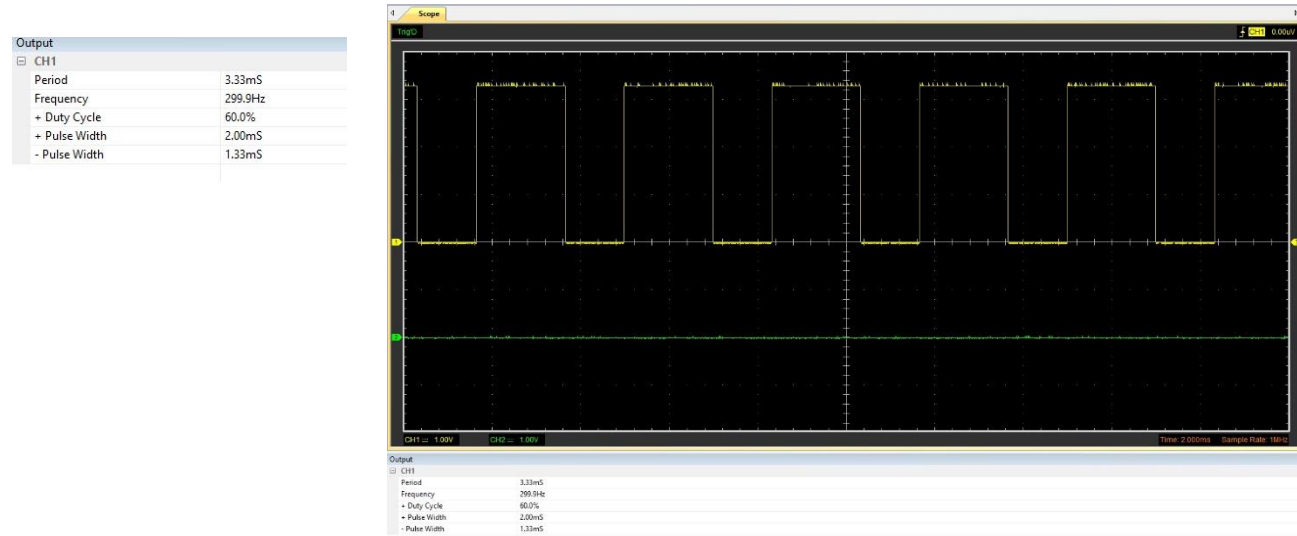 Output
CH1
Period 3.33mS
Frequency 299.9Hz
+ Duty Cycle 60.0%
+ Pulse Width 2.00mS
- Pulse Width 1.33mS
Scope
Trig'D
CH1 0.00uV
1
2
CH1 1.00V CH2 1.00V Time: 2.000ms Sample Rate: 1MHz
Output
CH1
Period 3.33mS
Frequency 299.9Hz
+ Duty Cycle 60.0%
+ Pulse Width 2.00mS
- Pulse Width 1.33mS